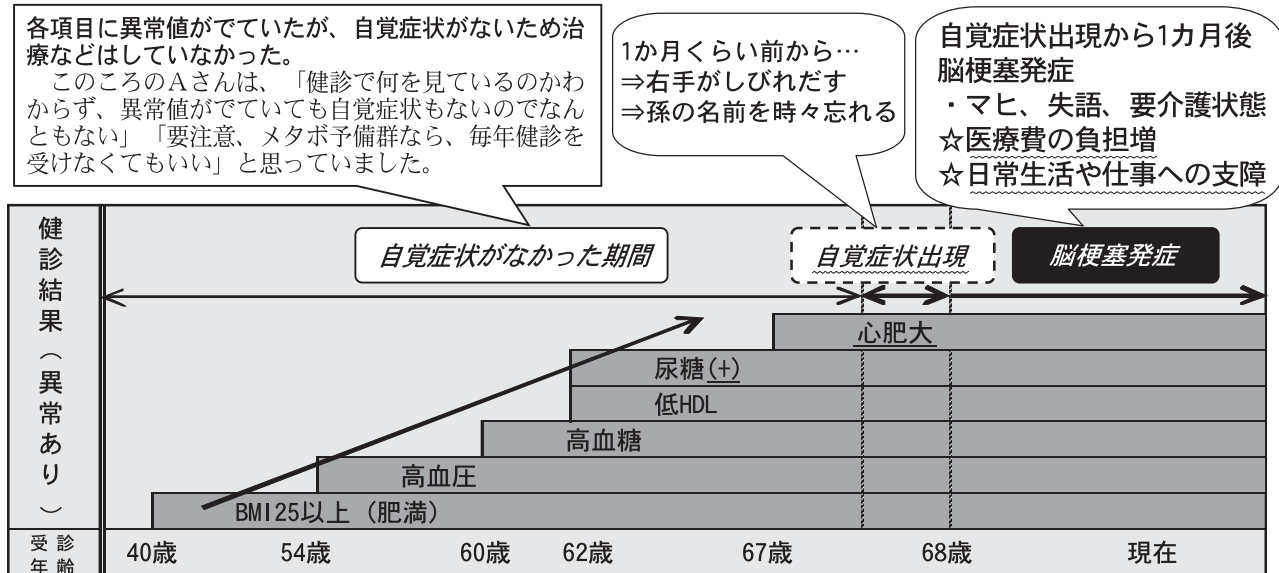 各項目に異常値がでていたが、自覚症状がないため治
療などはしていなかった。
　このころのAさんは、「健診で何を見ているのかわ
からず、異常値がでていても自覚症状もないのでなん
ともない」「要注意、メタボ予備群なら、毎年健診を
受けなくてもいい」と思っていました。
1か月くらい前から…
⇒右手がしびれだす
⇒孫の名前を時々忘れる
自覚症状出現から1カ月後
脳梗塞発症
・マヒ、失語、要介護状態
☆医療費の負担増
☆日常生活や仕事への支障
健診結果（異常あり）
自覚症状がなかった期間
自覚症状出現
脳梗塞発症
心肥大
尿糖(+)
低HDL
高血糖
高血圧
BMI25以上（肥満）
受診
年齢
40歳
54歳
60歳
62歳
67歳
68歳
現在